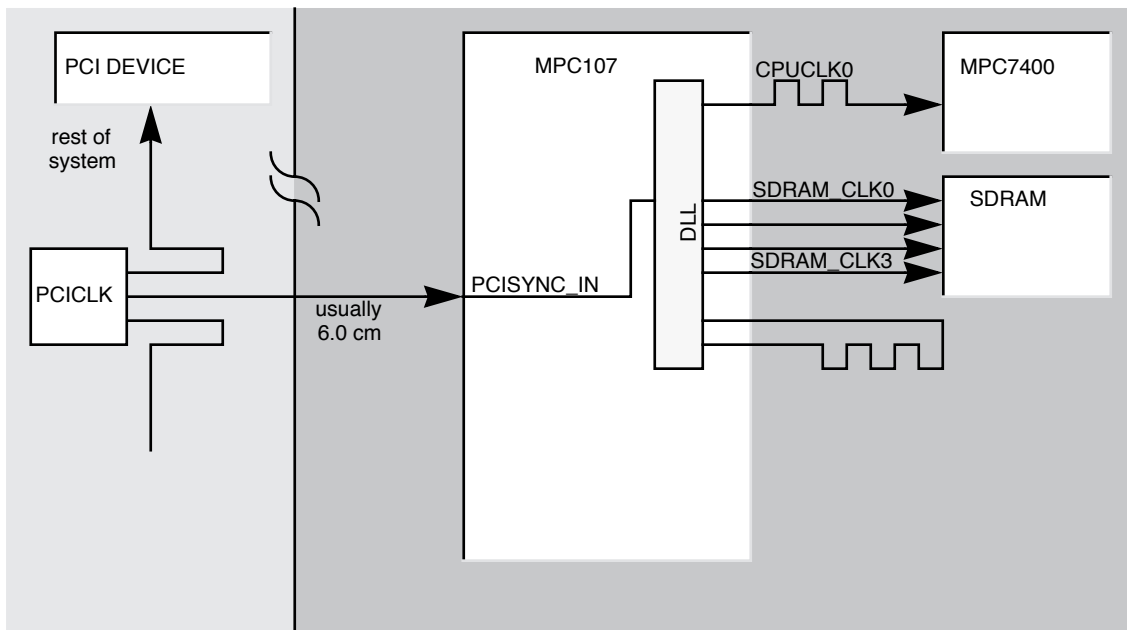 PCI DEVICE
MPC107
CPUCLK0
MPC7400
rest of
system
SDRAM_CLK0
SDRAM
DLL
SDRAM_CLK3
PCICLK
PCISYNC_IN
usually
6.0 cm